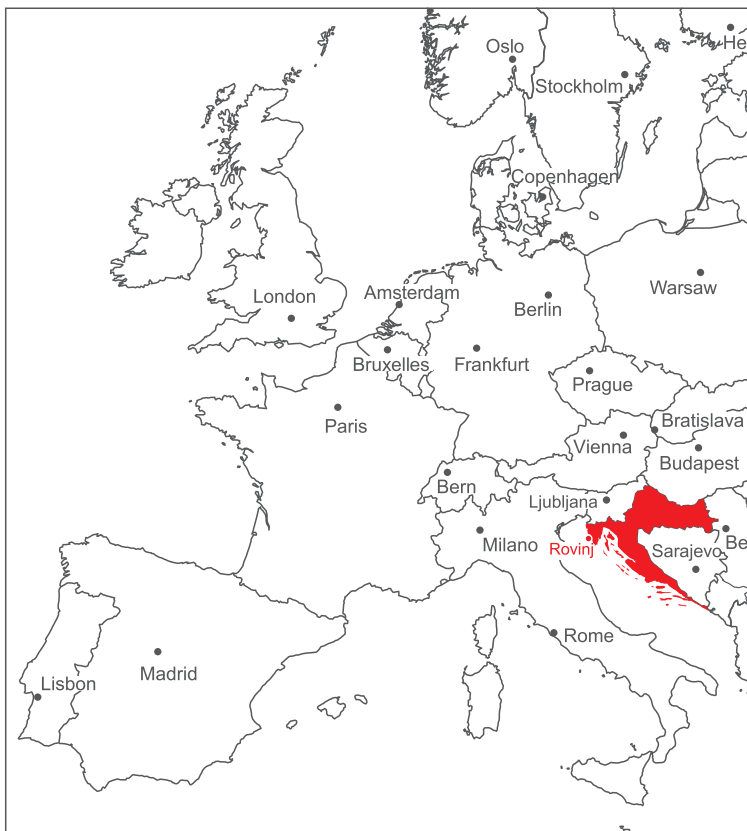 Oslo
He
Stockholm
Copenhagen
Warsaw
London
Amsterdam
Berlin
Bruxelles
Frankfurt
Prague
Paris
Bratislava
Vienna
Budapest
Bern
Ljubljana
Milano
Rovinj
Be
Sarajevo
Rome
Madrid
Lisbon